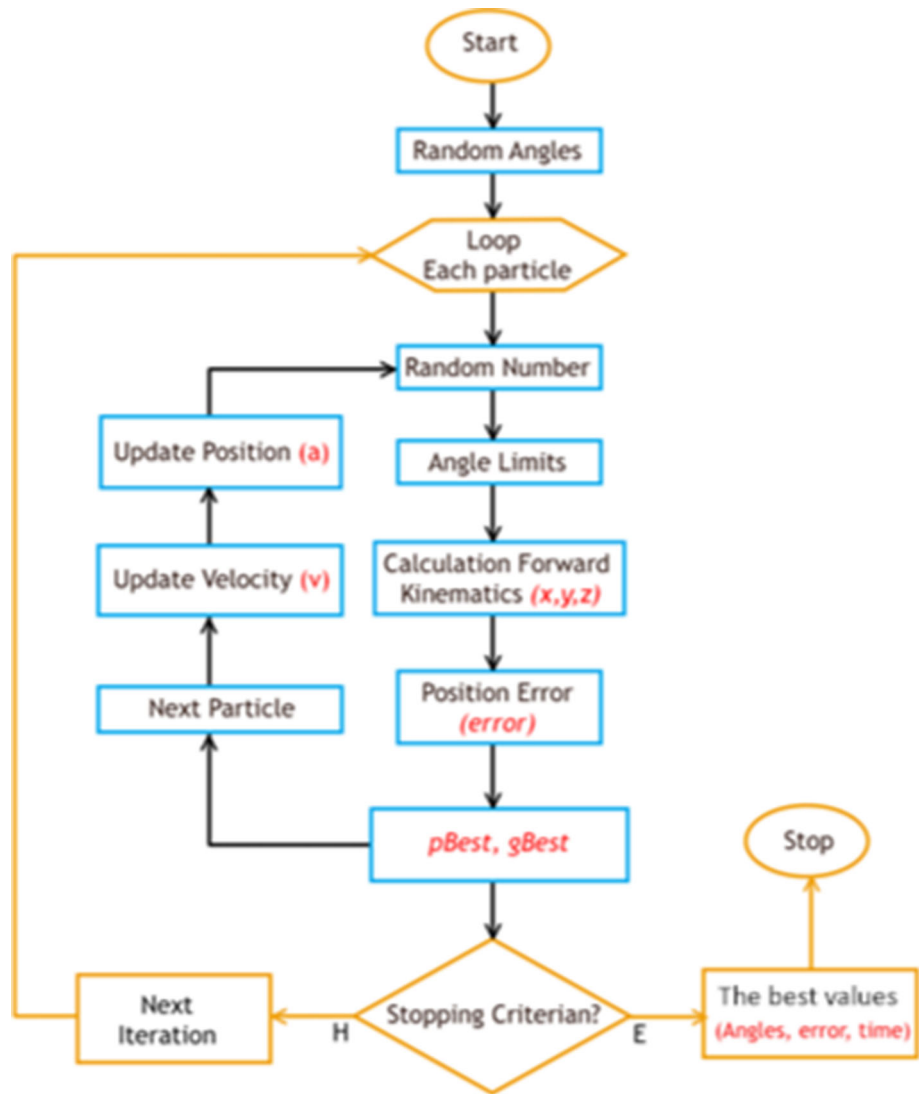 Start
Random Angles
Loop
Each particle
Random Number
Angle Limits
Calculation Forward
Kinematics (x,y,z)
Position Error
(error)
pBest, gBest
Update Position (a)
Update Velocity (v)
Next Particle
Stopping Criterian?
H
E
Next
Iteration
The best values
(Angles, error, time)
Stop